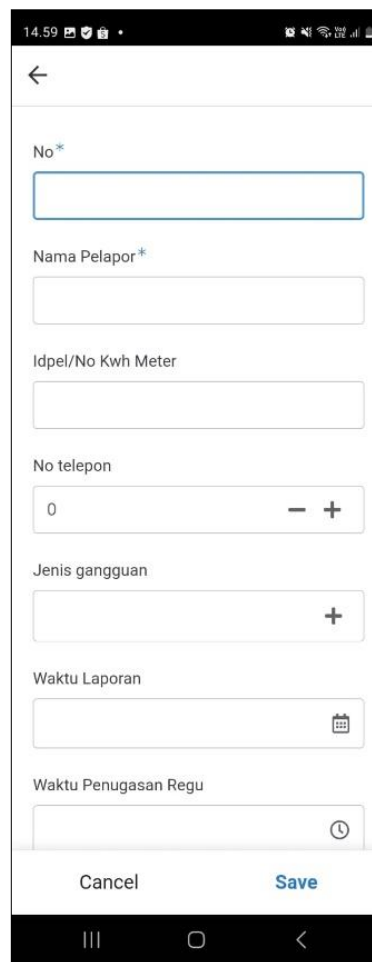 14.59
No*
Nama Pelapor*
Idpel/No Kwh Meter
No telepon
0
Jenis gangguan
Waktu Laporan
Waktu Penugasan Regu
Cancel Save